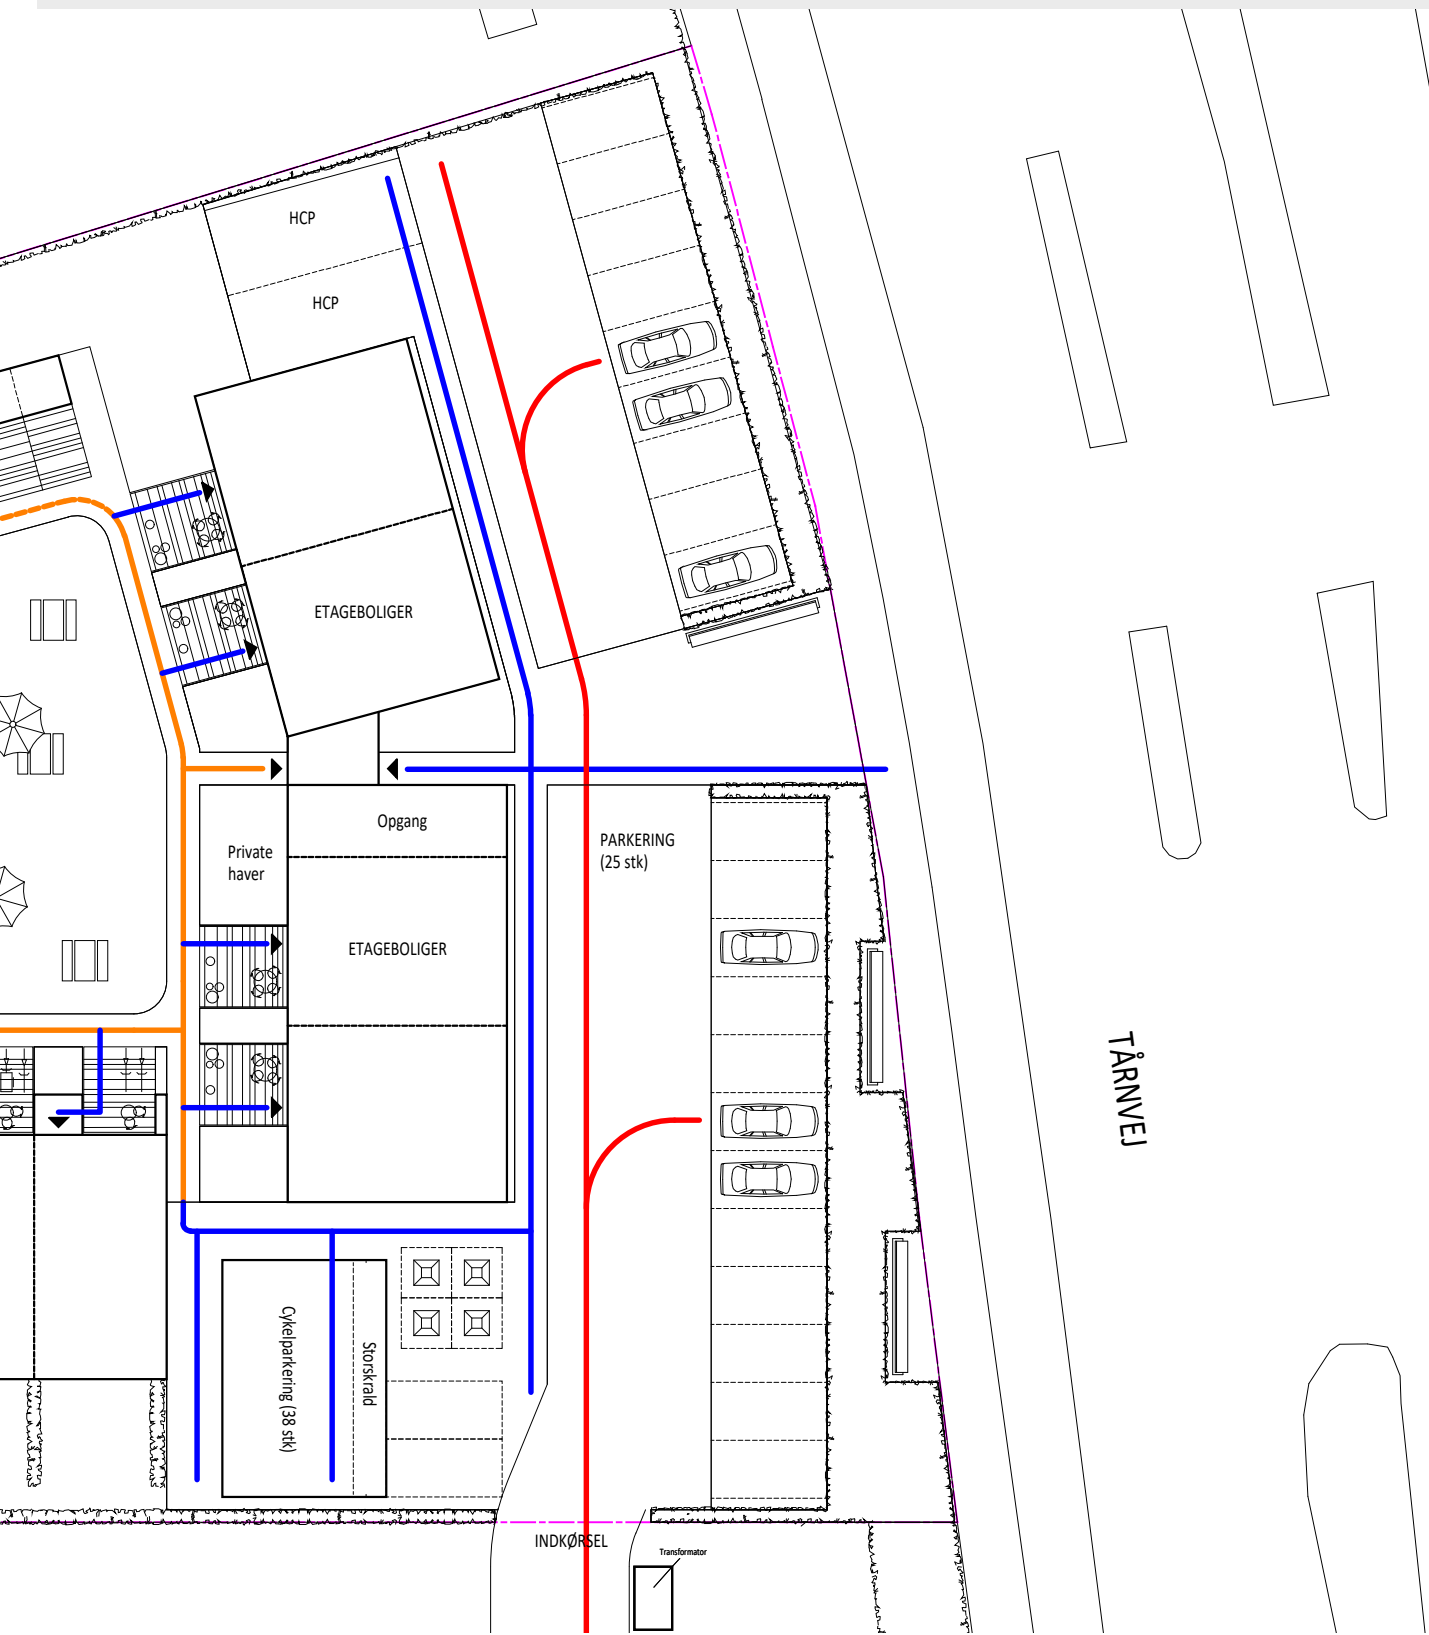 HCP
HCP
ETAGEBOLIGER
Opgang
PARKERING
(25 stk)
Private
haver
ETAGEBOLIGER
TÅRNVEJ
Cykelparkering (38 stk)
Storskrald
INDKØRSEL
Transformator